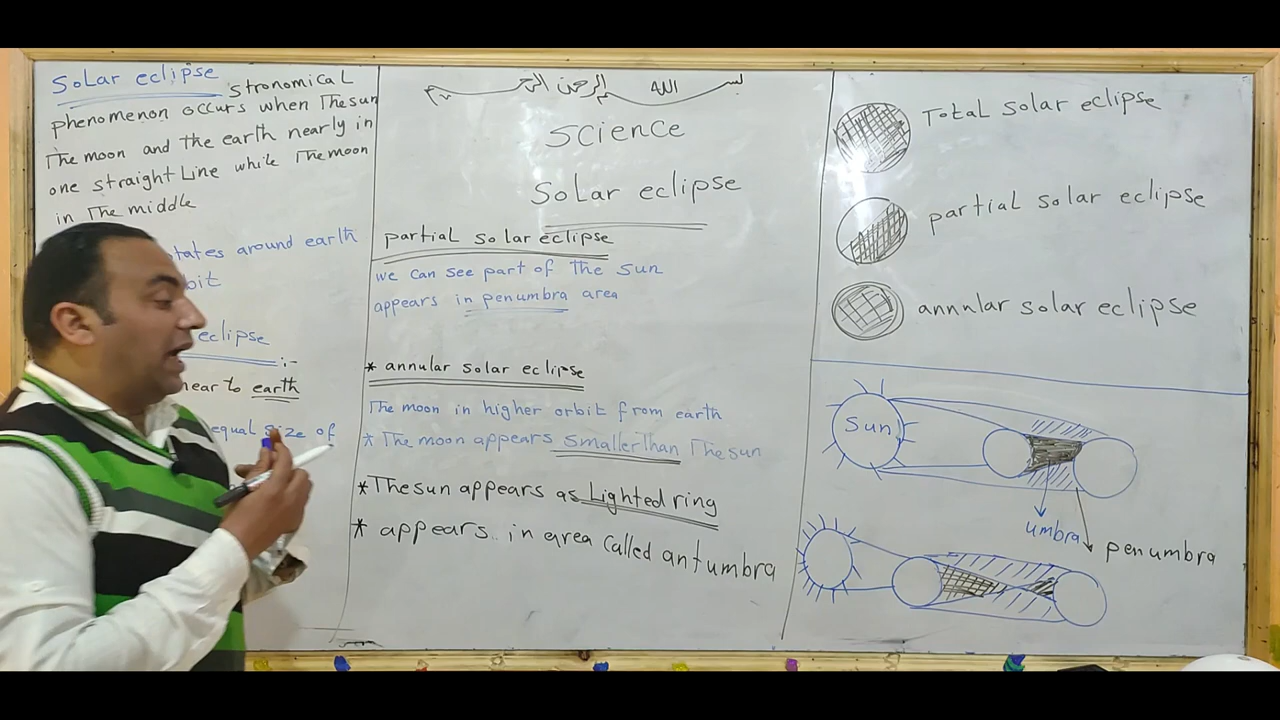 Solar eclipse stronomical
phenomenon occurs when The sun
The moon and the earth nearly in
one straight Line while The moon
in The middle
tates around earth
bit
eclipse
:-
near to earth
equal size of
بسم الله الرحمن الرحيم
Science
Solar eclipse
partial solar eclipse
we can see part of the sun
appears in penumbra area
* annular solar eclipse
The moon in higher orbit from earth
* The moon appears smaller Than The sun
* The sun appears as Lighted ring
* appears.. in area called antumbra
Total solar eclipse
partial solar eclipse
annular solar eclipse
Sun
umbra
penumbra